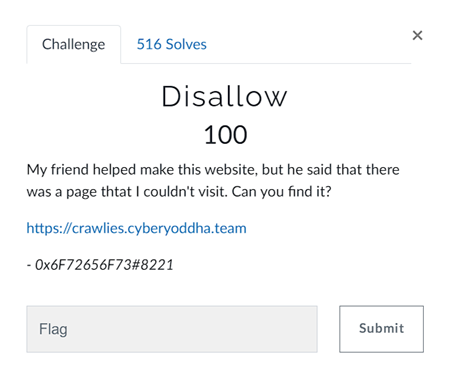 Challenge 516 Solves ×
Disallow
100
My friend helped make this website, but he said that there
was a page thtat I couldn't visit. Can you find it?
https://crawlies.cyberyoddha.team
- 0x6F72656F73#8221
Flag Submit